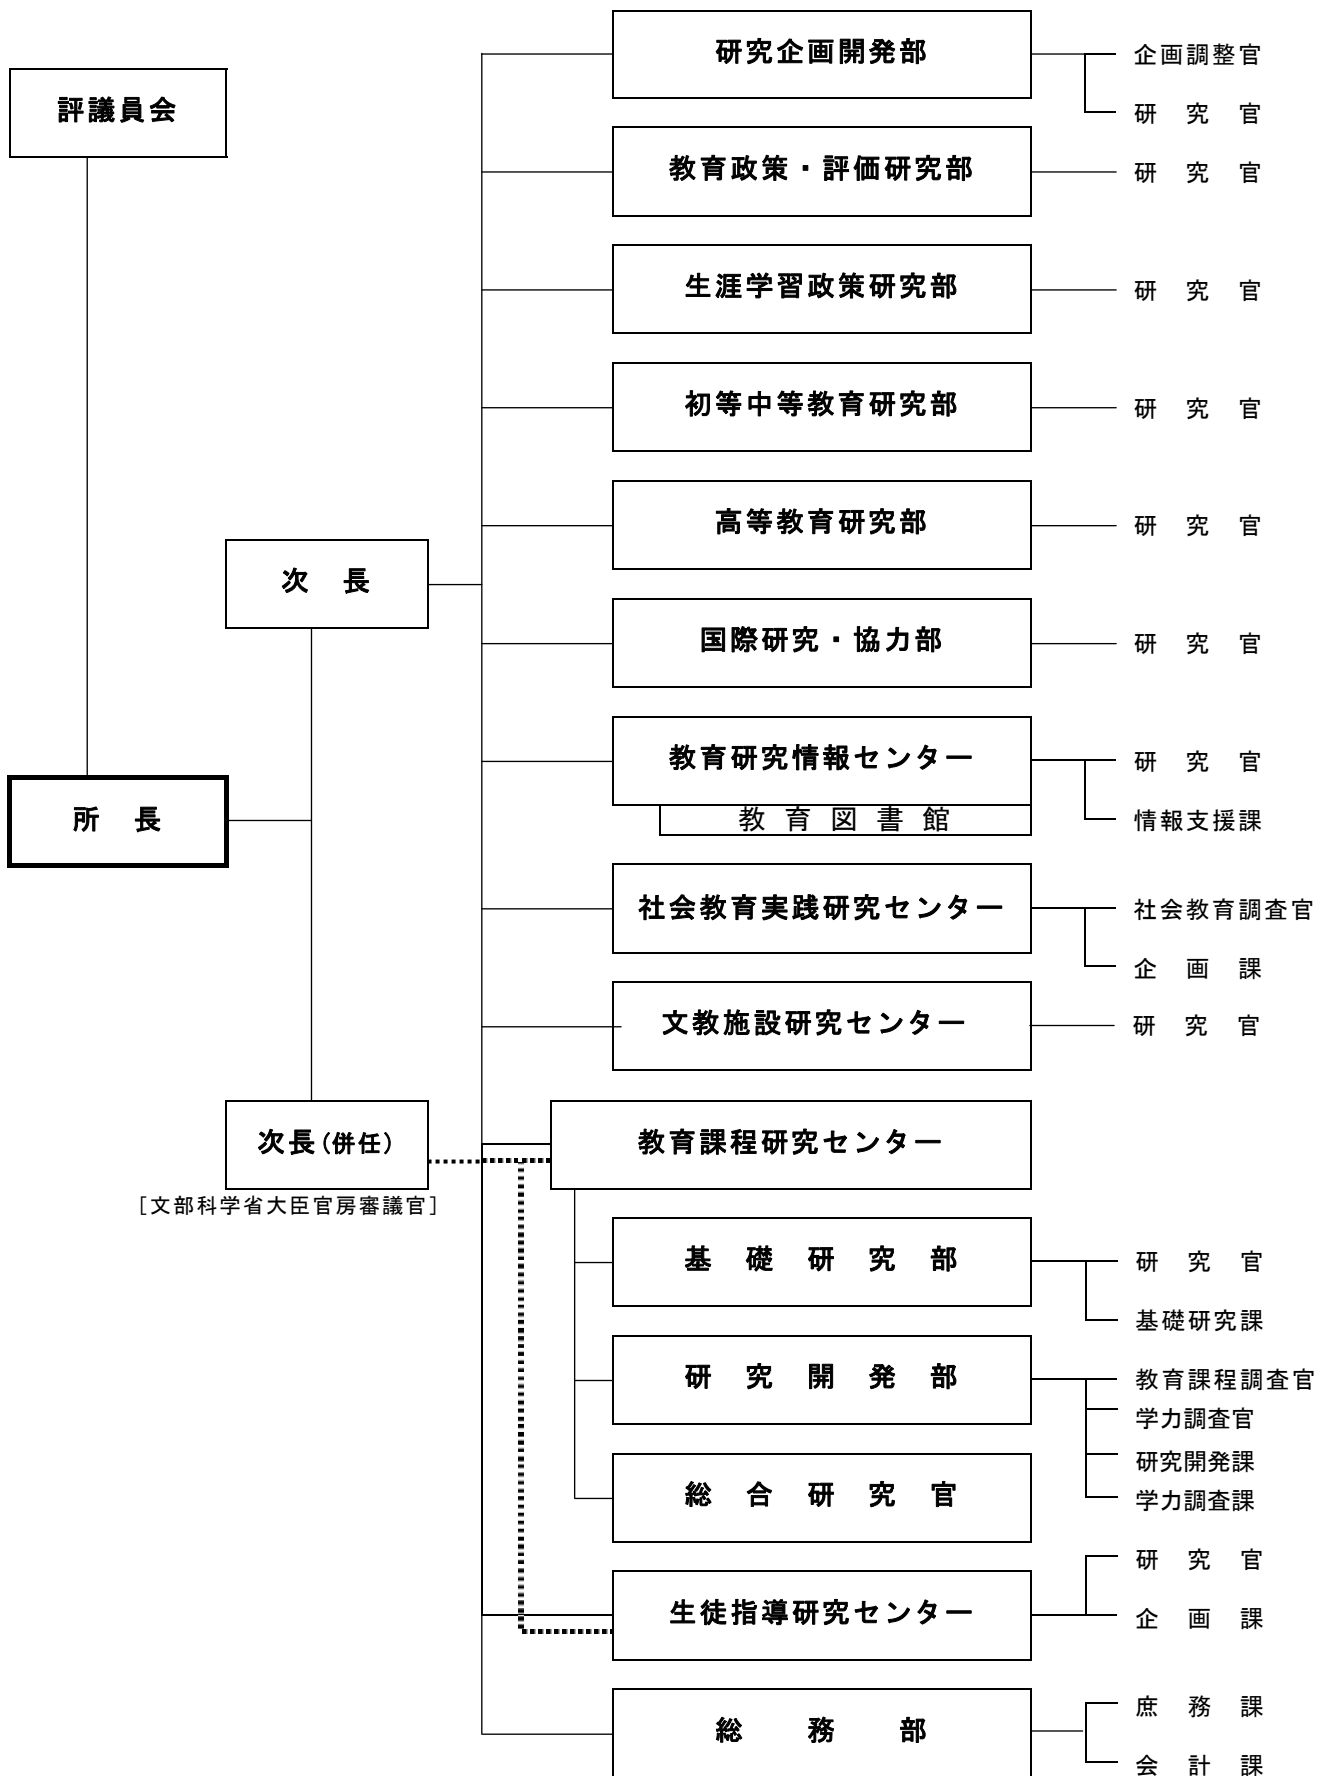 研究企画開発部
企画調整官
評議員会
研究官
教育政策・評価研究部
研究官
生涯学習政策研究部
研究官
初等中等教育研究部
研究官
高等教育研究部
研究官
次長
国際研究・協力部
研究官
教育研究情報センター
研究官
教育図書館
所長
情報支援課
社会教育実践研究センター
社会教育調査官
企画課
文教施設研究センター
研究官
次長(併任)
教育課程研究センター
[文部科学省大臣官房審議官]
基礎研究部
研究官
基礎研究課
研究開発部
教育課程調査官
学力調査官
研究開発課
総合研究官
学力調査課
研究官
生徒指導研究センター
企画課
庶務課
総務部
会計課